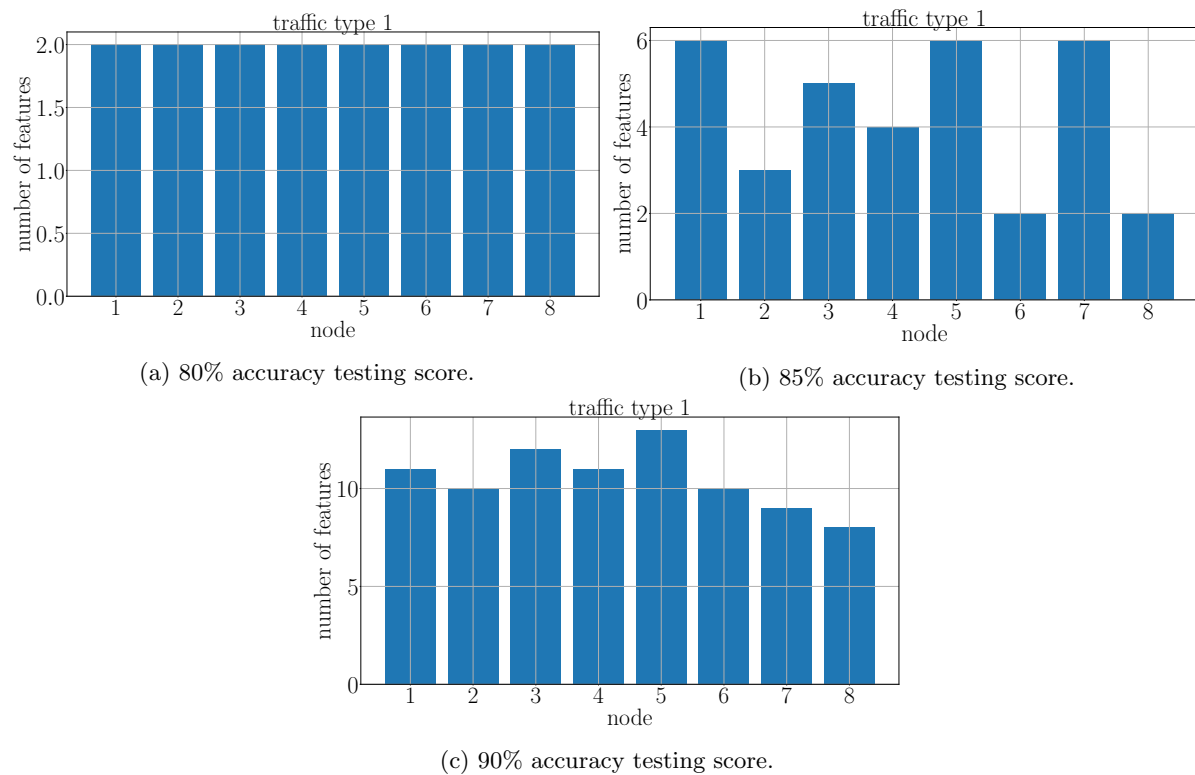 traffic type 1
number of features
2.0
1.5
1.0
0.5
0.0
1 2 3 4 5 6 7 8
node
(a) 80% accuracy testing score.
traffic type 1
number of features
6
4
2
0
1 2 3 4 5 6 7 8
node
(b) 85% accuracy testing score.
traffic type 1
number of features
10
5
0
1 2 3 4 5 6 7 8
node
(c) 90% accuracy testing score.